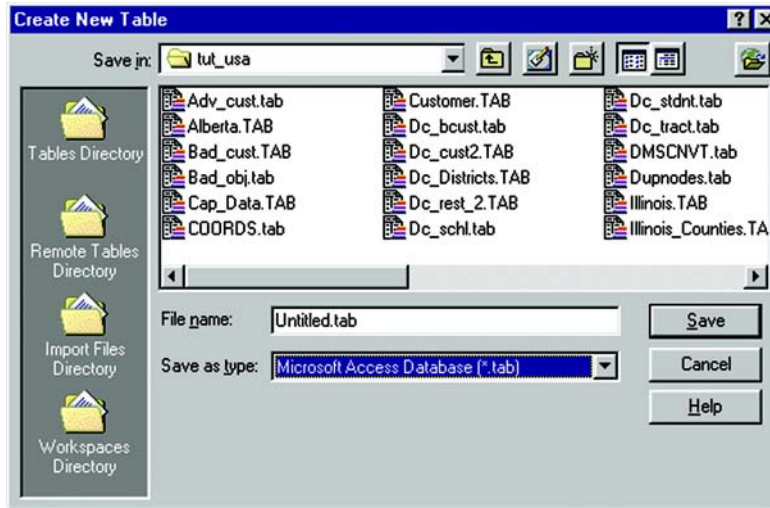 Create New Table
Save in: tut_usa
Tables Directory
Remote Tables
Directory
Import Files
Directory
Workspaces
Directory
Adv_cust.tab
Alberta.TAB
Bad_cust.TAB
Bad_obj.tab
Cap_Data.TAB
COORDS.tab
Customer.TAB
Dc_bcust.tab
Dc_cust2.TAB
Dc_Districts.TAB
Dc_rest_2.TAB
Dc_schl.tab
Dc_stdnt.tab
Dc_tract.tab
DMSCNVT.tab
Dupnodes.tab
Illinois.TAB
Illinois_Counties.TA
File name: Untitled.tab
Save
Save as type: Microsoft Access Database (*.tab)
Cancel
Help